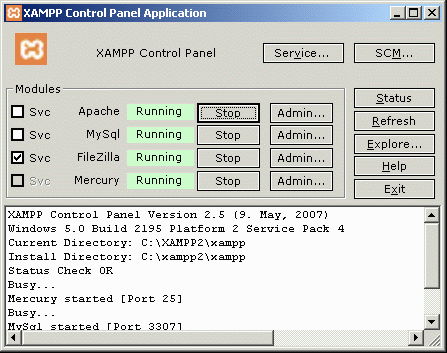 XAMPP Control Panel Application
XAMPP Control Panel
Service...
SCM...
Modules
Svc Apache Running Stop Admin...
Svc MySql Running Stop Admin...
Svc FileZilla Running Stop Admin...
Svc Mercury Running Stop Admin...
Status
Refresh
Explore...
Help
Exit
XAMPP Control Panel Version 2.5 (9. May, 2007)
Windows 5.0 Build 2195 Platform 2 Service Pack 4
Current Directory: C:\XAMPP2\xampp
Install Directory: C:\xampp2\xampp
Status Check OK
Busy...
Mercury started [Port 25]
Busy...
MySql started [Port 3307]